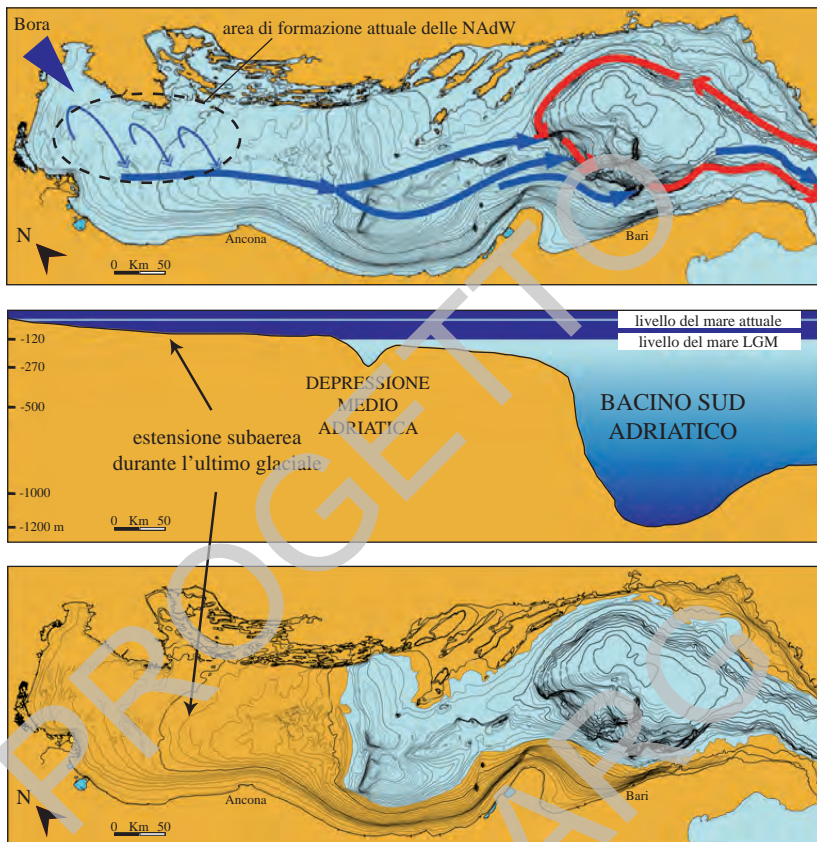 Bora
area di formazione attuale delle NAdW
N
Ancona
Bari
0 Km 50
livello del mare attuale
livello del mare LGM
-120
-270
-500
-1000
-1200 m
DEPRESSIONE
MEDIO
ADRIATICA
BACINO SUD
ADRIATICO
estensione subaerea
durante l'ultimo glaciale
0 Km 50
N
Ancona
Bari
0 Km 50
PROGETTO
CARG